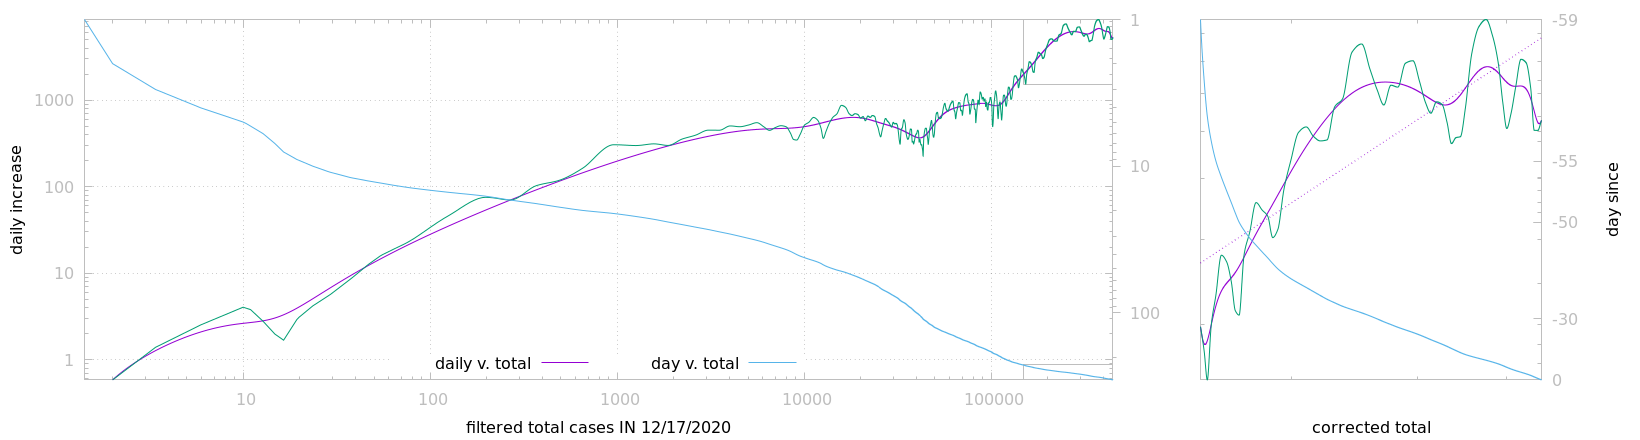 1000
100
10
1
daily increase
10
100
1000
10000
100000
filtered total cases IN 12/17/2020
daily v. total
day v. total
1
10
100
-59
-55
-50
-30
0
day since
corrected total